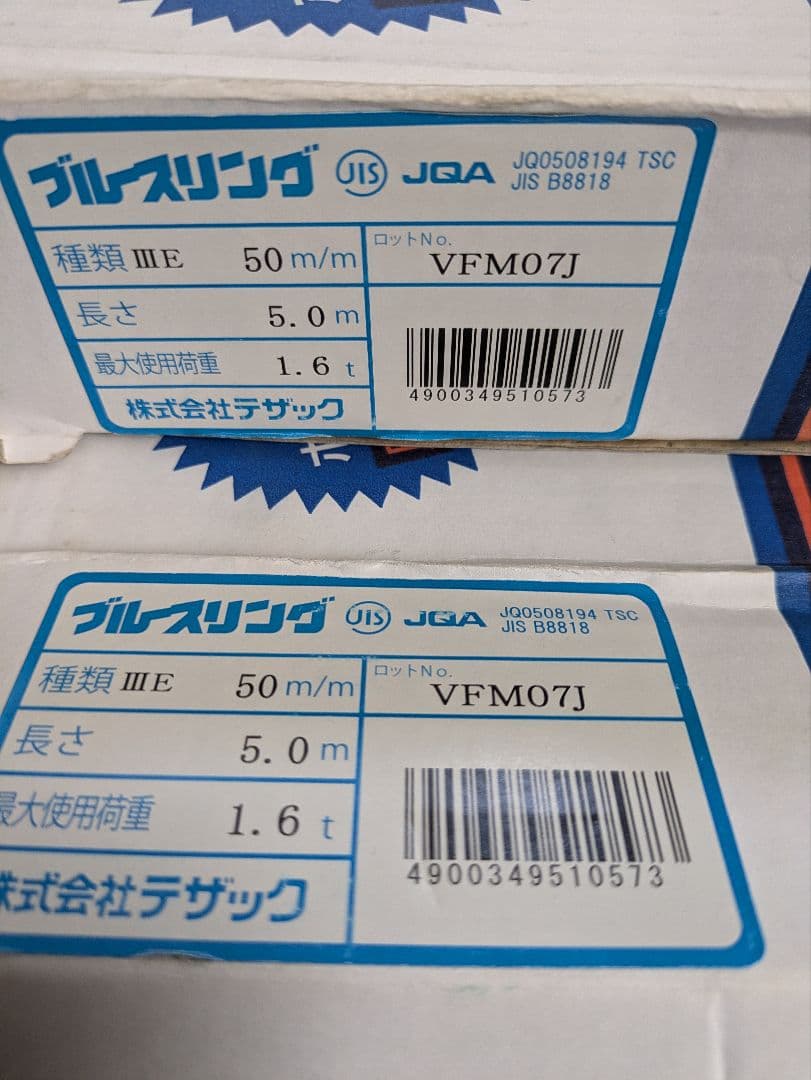 ブルースリング JIS JQA JQ0508194 TSC
JIS B8818
種類 ⅢE 50 m/m
ロットNo.
VFM07J
長さ 5.0 m
最大使用荷重 1.6 t
4900349510573
株式会社テザック
た
ブルースリング JIS JQA JQ0508194 TSC
JIS B8818
種類 ⅢE 50 m/m
ロットNo.
VFM07J
長さ 5.0 m
最大使用荷重 1.6 t
4900349510573
株式会社テザック